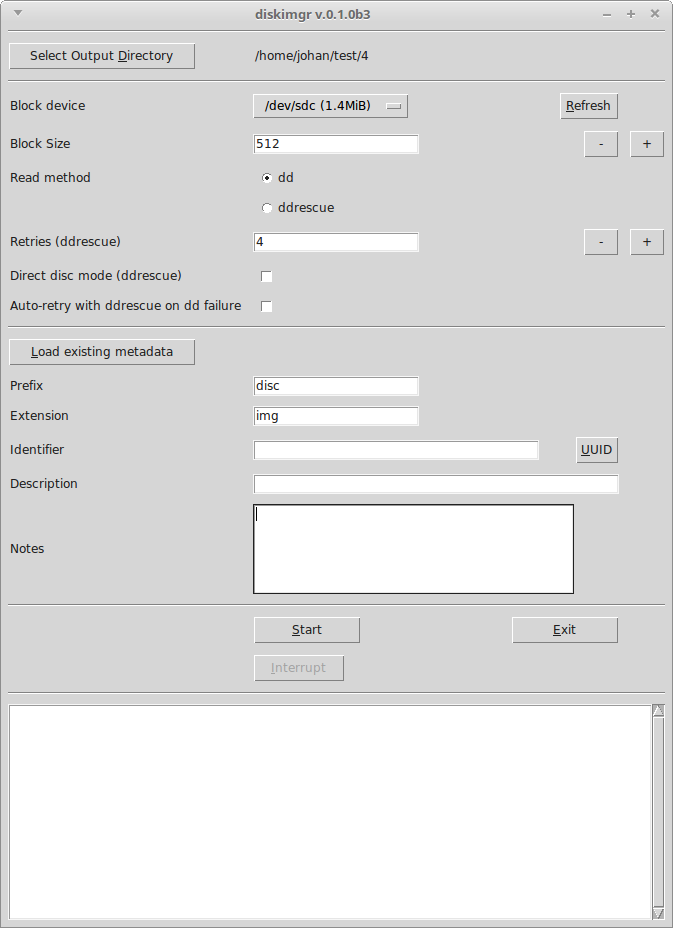 diskimgr v.0.1.0b3
Select Output Directory /home/johan/test/4
Block device /dev/sdc (1.4MiB) Refresh
Block Size 512 - +
Read method dd
ddrescue
Retries (ddrescue) 4 - +
Direct disc mode (ddrescue)
Auto-retry with ddrescue on dd failure
Load existing metadata
Prefix disc
Extension img
Identifier UUID
Description
Notes
Start Exit
Interrupt